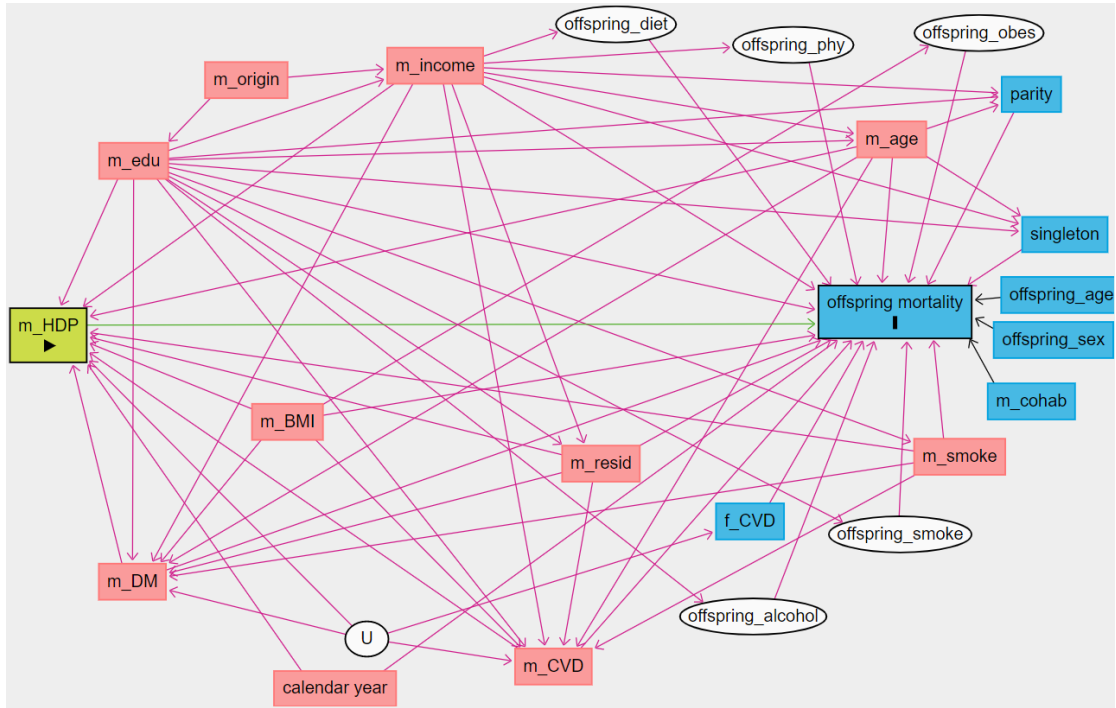 offspring_diet
offspring_phy
offspring_obes
m_origin
m_income
parity
m_edu
m_age
singleton
m_HDP
offspring mortality
offspring_age
offspring_sex
m_cohab
m_BMI
m_resid
m_smoke
f_CVD
offspring_smoke
m_DM
offspring_alcohol
U
m_CVD
calendar year